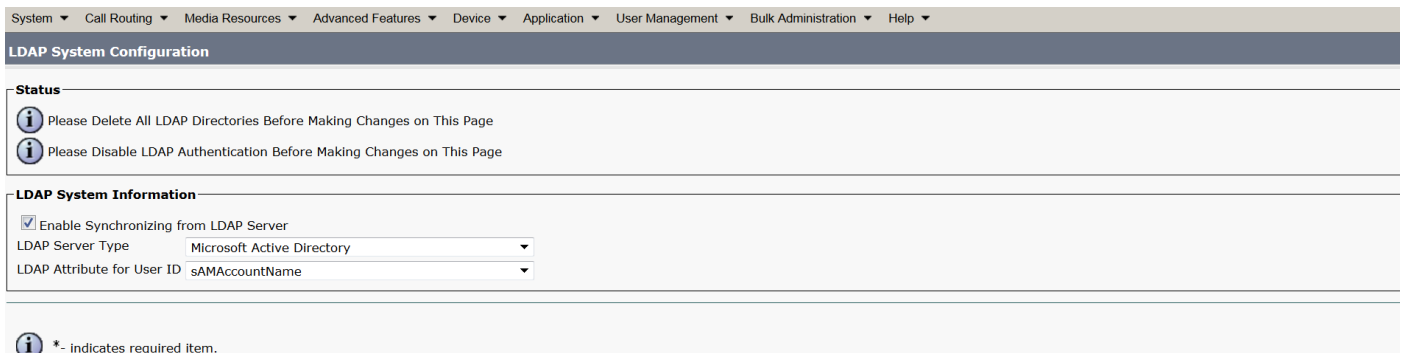 System Call Routing Media Resources Advanced Features Device Application User Management Bulk Administration Help
LDAP System Configuration
Status
Please Delete All LDAP Directories Before Making Changes on This Page
Please Disable LDAP Authentication Before Making Changes on This Page
LDAP System Information
Enable Synchronizing from LDAP Server
LDAP Server Type Microsoft Active Directory
LDAP Attribute for User ID sAMAccountName
*- indicates required item.